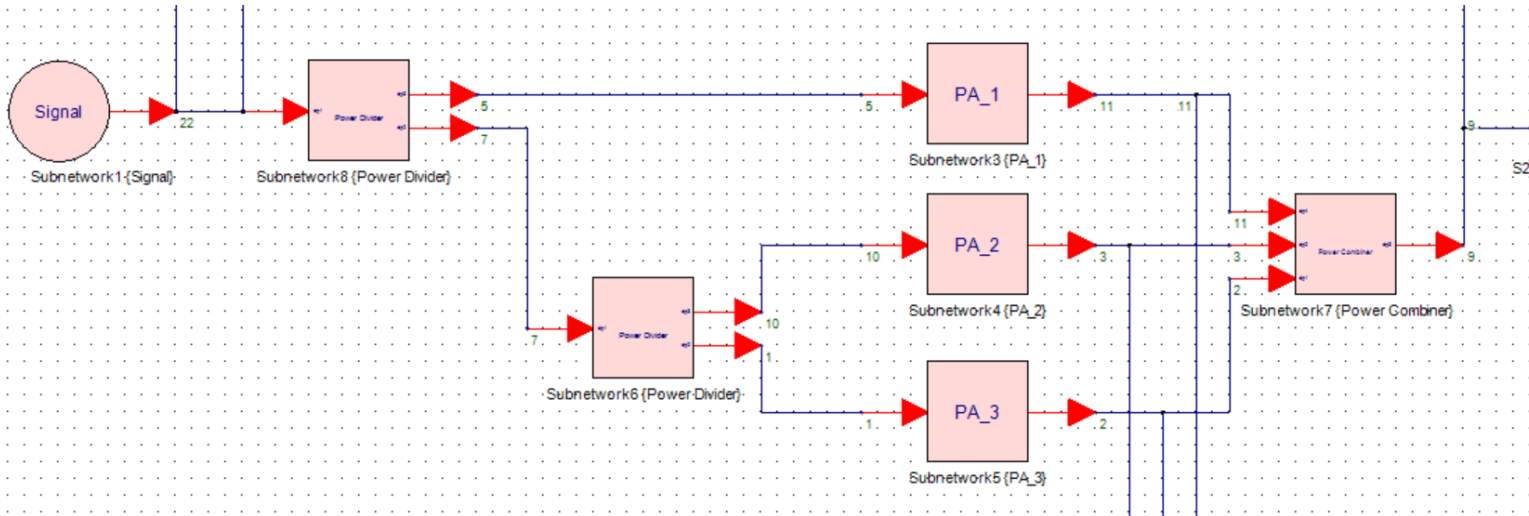 Signal
22
Subnetwork1 {Signal}
Power Divider
Subnetwork8 {Power Divider}
5
7
5
PA_1
11
11
Subnetwork3 {PA_1}
9
S2
10
PA_2
3
Subnetwork4 {PA_2}
11
3
2
Power Combiner
9
Subnetwork7 {Power Combiner}
7
Power Divider
10
1
Subnetwork6 {Power Divider}
1
PA_3
2
Subnetwork5 {PA_3}